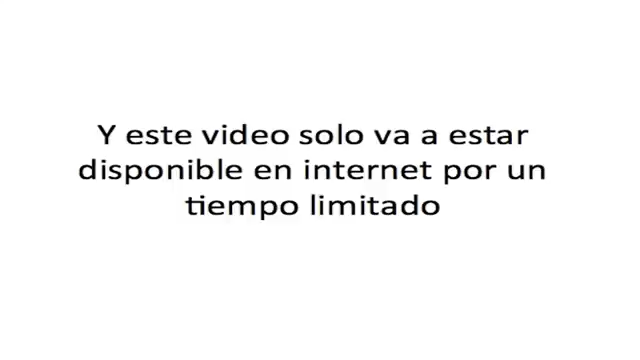 Y este video solo va a estar
disponible en internet por un
tiempo limitado